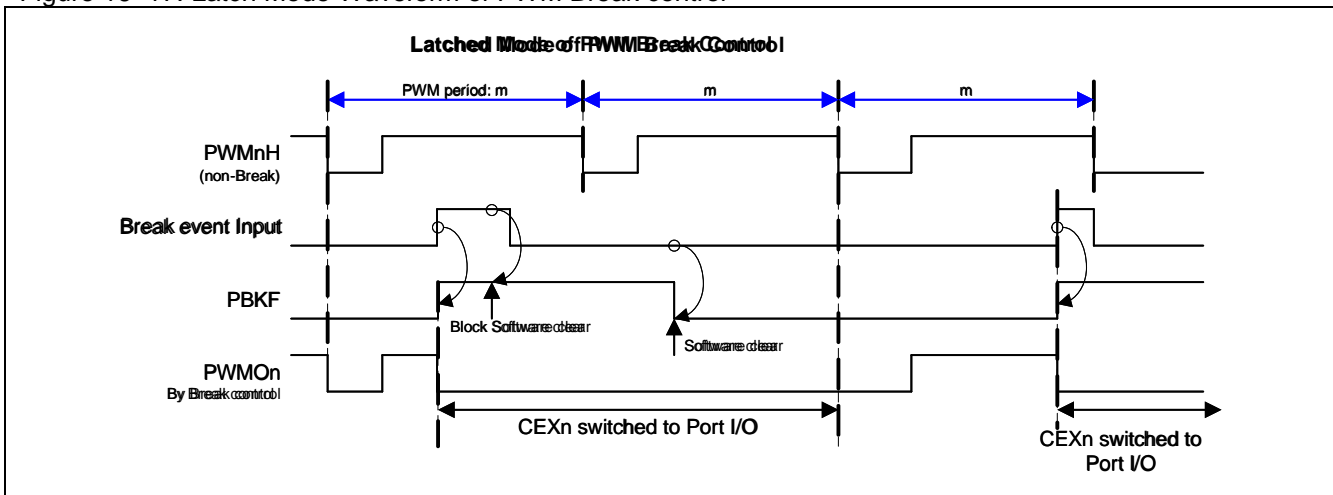 Latched Mode of PWM Break Control
PWM period: m
m
m
PWMnH
(non-Break)
Break event Input
PBKF
Block Software clear
Software clear
PWMOn
By Break control
CEXn switched to Port I/O
CEXn switched to
Port I/O